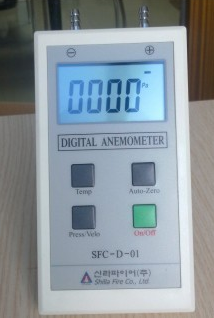 ⊖ ⊕
0000 Pa
DIGITAL ANEMOMETER
Temp Auto-Zero
Press/Velo On/Off
SFC-D-01
신라파이어(주)
Shilla Fire Co., Ltd.